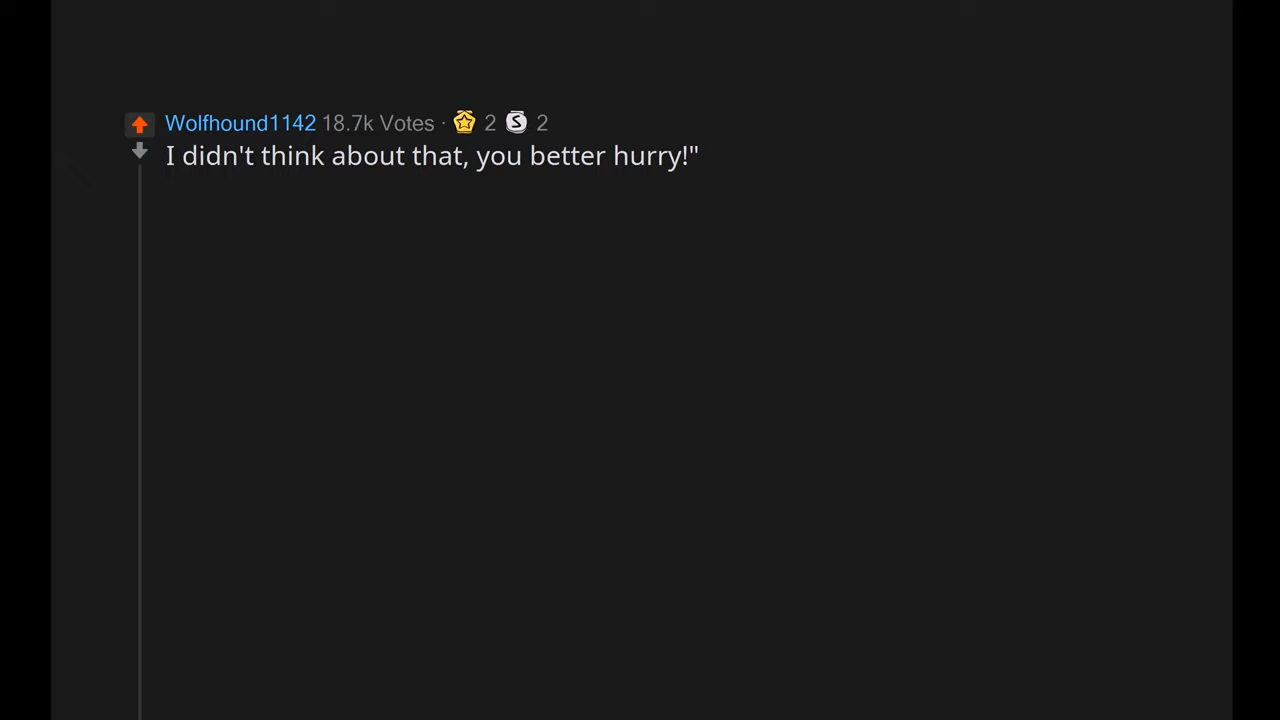 Wolfhound1142 18.7k Votes · 2 S 2
I didn't think about that, you better hurry!"